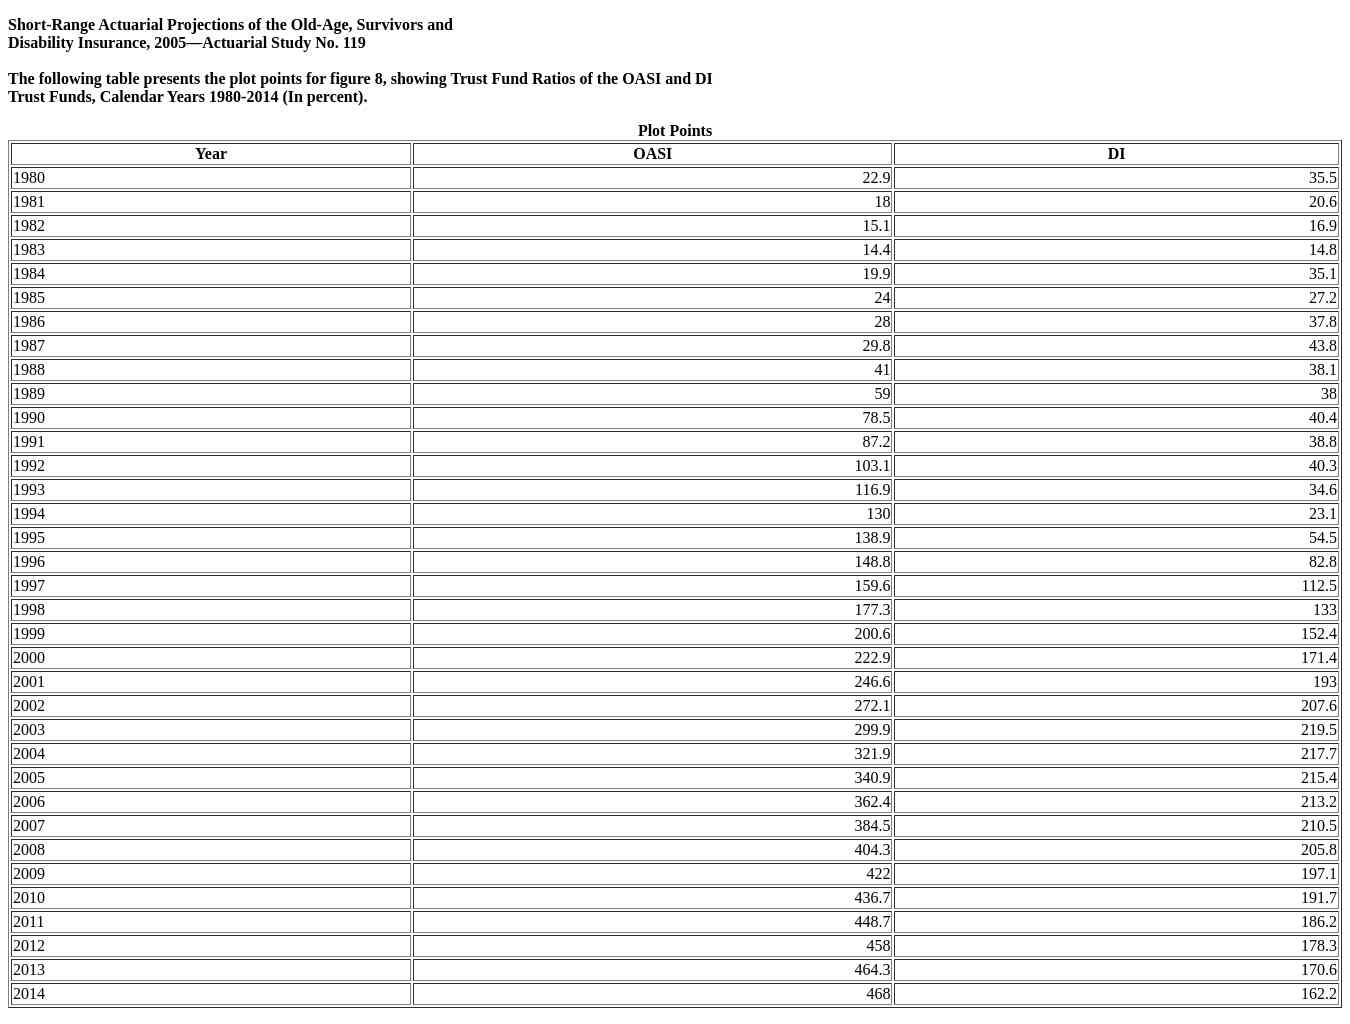 Short-Range Actuarial Projections of the Old-Age, Survivors and
Disability Insurance, 2005—Actuarial Study No. 119
The following table presents the plot points for figure 8, showing Trust Fund Ratios of the OASI and DI
Trust Funds, Calendar Years 1980-2014 (In percent).
Plot Points
Year OASI DI
1980 22.9 35.5
1981 18 20.6
1982 15.1 16.9
1983 14.4 14.8
1984 19.9 35.1
1985 24 27.2
1986 28 37.8
1987 29.8 43.8
1988 41 38.1
1989 59 38
1990 78.5 40.4
1991 87.2 38.8
1992 103.1 40.3
1993 116.9 34.6
1994 130 23.1
1995 138.9 54.5
1996 148.8 82.8
1997 159.6 112.5
1998 177.3 133
1999 200.6 152.4
2000 222.9 171.4
2001 246.6 193
2002 272.1 207.6
2003 299.9 219.5
2004 321.9 217.7
2005 340.9 215.4
2006 362.4 213.2
2007 384.5 210.5
2008 404.3 205.8
2009 422 197.1
2010 436.7 191.7
2011 448.7 186.2
2012 458 178.3
2013 464.3 170.6
2014 468 162.2